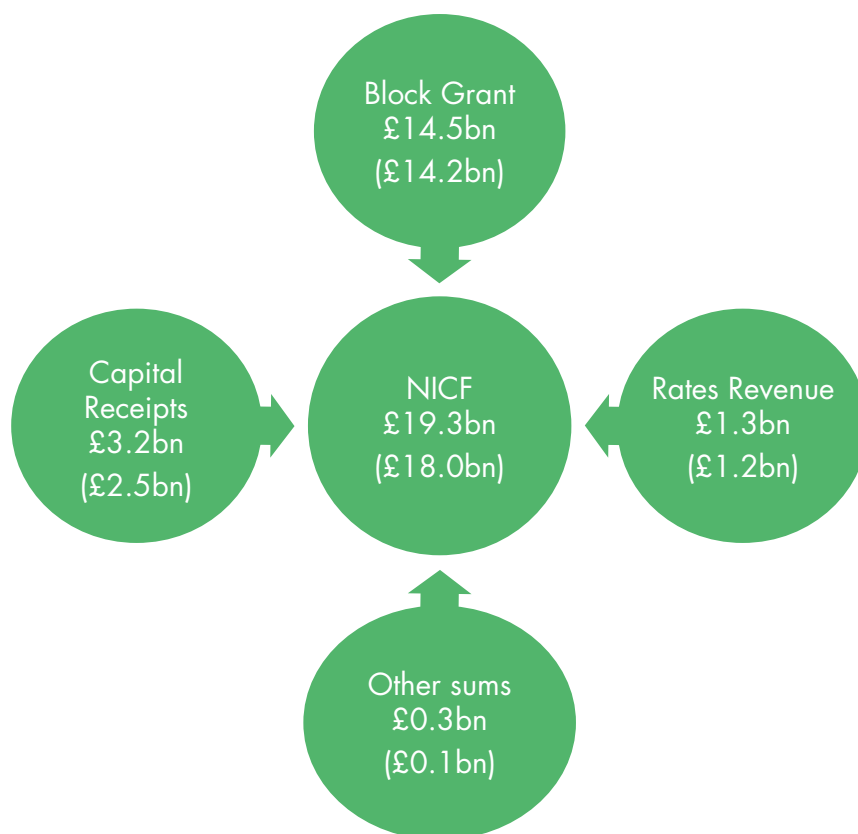 Block Grant
£14.5bn
(£14.2bn)
Capital
Receipts
£3.2bn
(£2.5bn)
NICF
£19.3bn
(£18.0bn)
Rates Revenue
£1.3bn
(£1.2bn)
Other sums
£0.3bn
(£0.1bn)